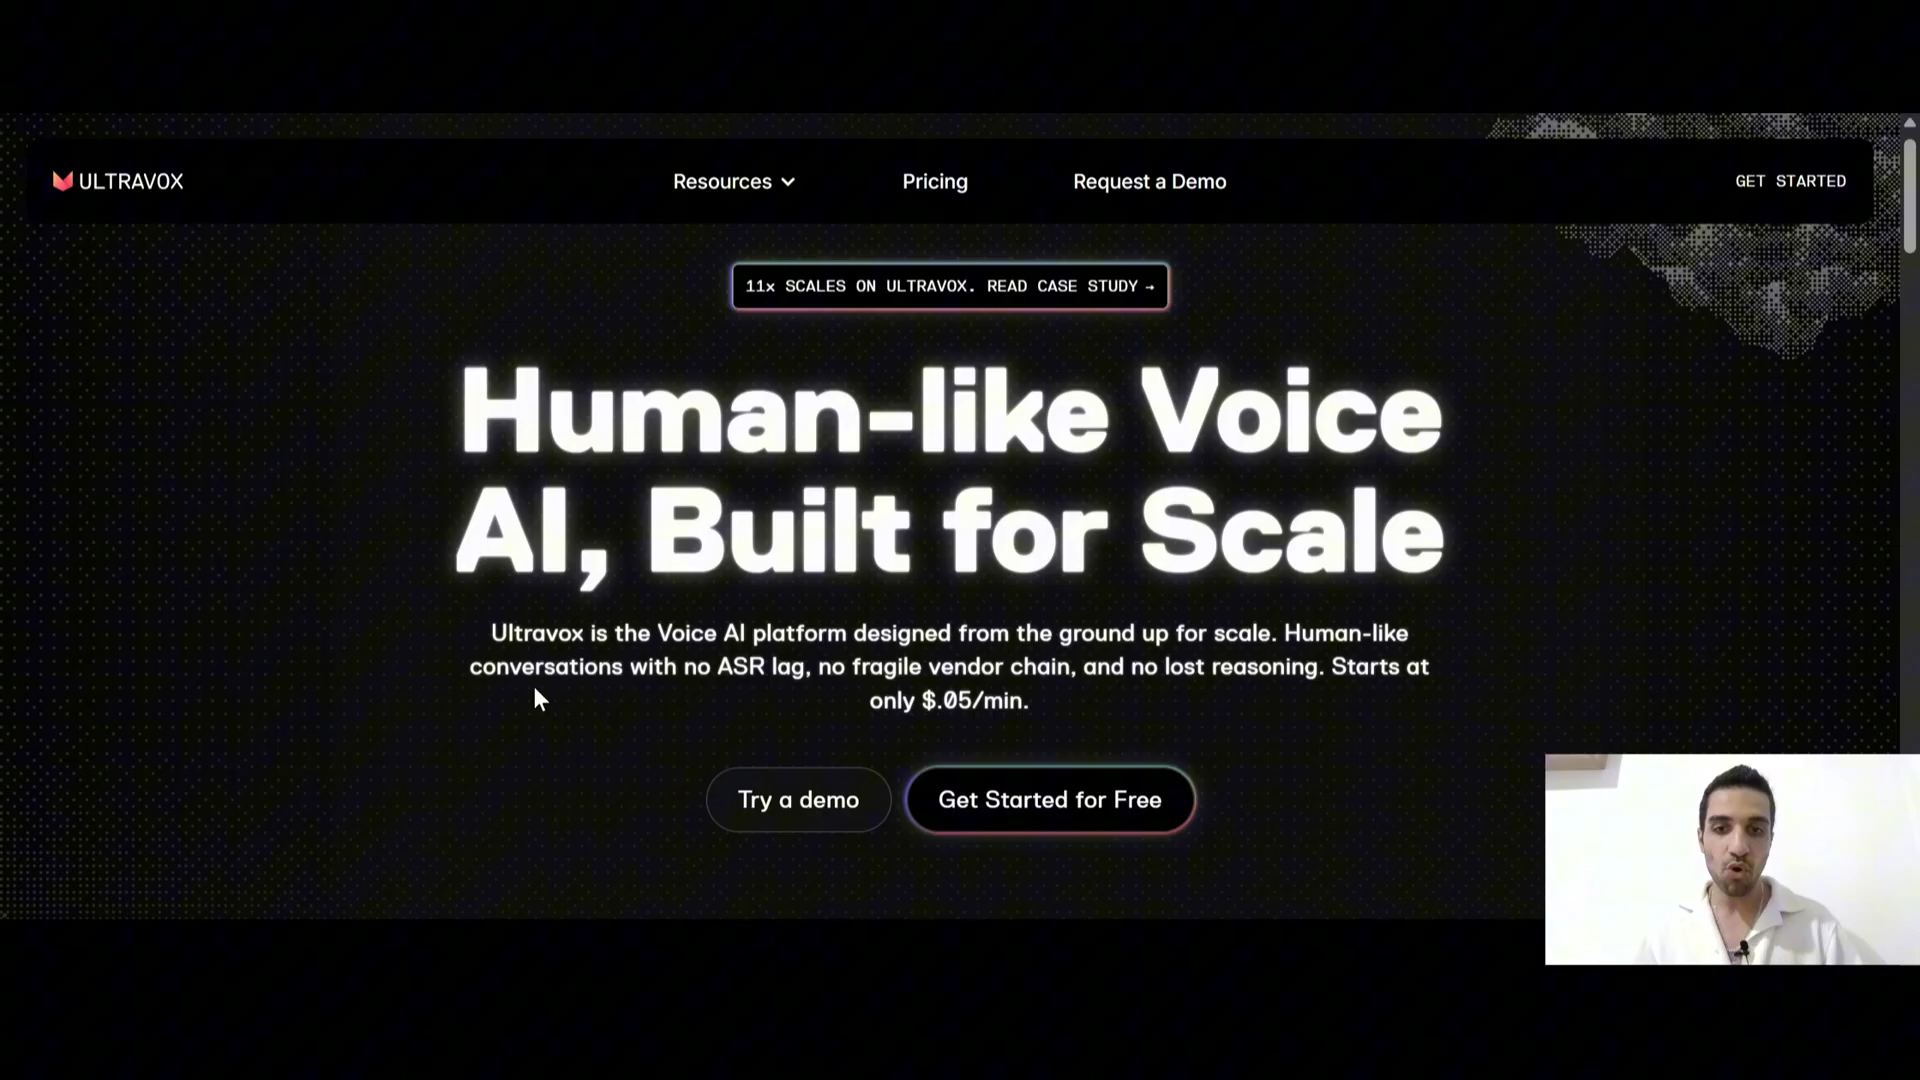 ULTRAVOX
Resources
Pricing
Request a Demo
GET STARTED
11x SCALES ON ULTRAVOX. READ CASE STUDY →
Human-like Voice
AI, Built for Scale
Ultravox is the Voice AI platform designed from the ground up for scale. Human-like
conversations with no ASR lag, no fragile vendor chain, and no lost reasoning. Starts at
only $.05/min.
Try a demo
Get Started for Free